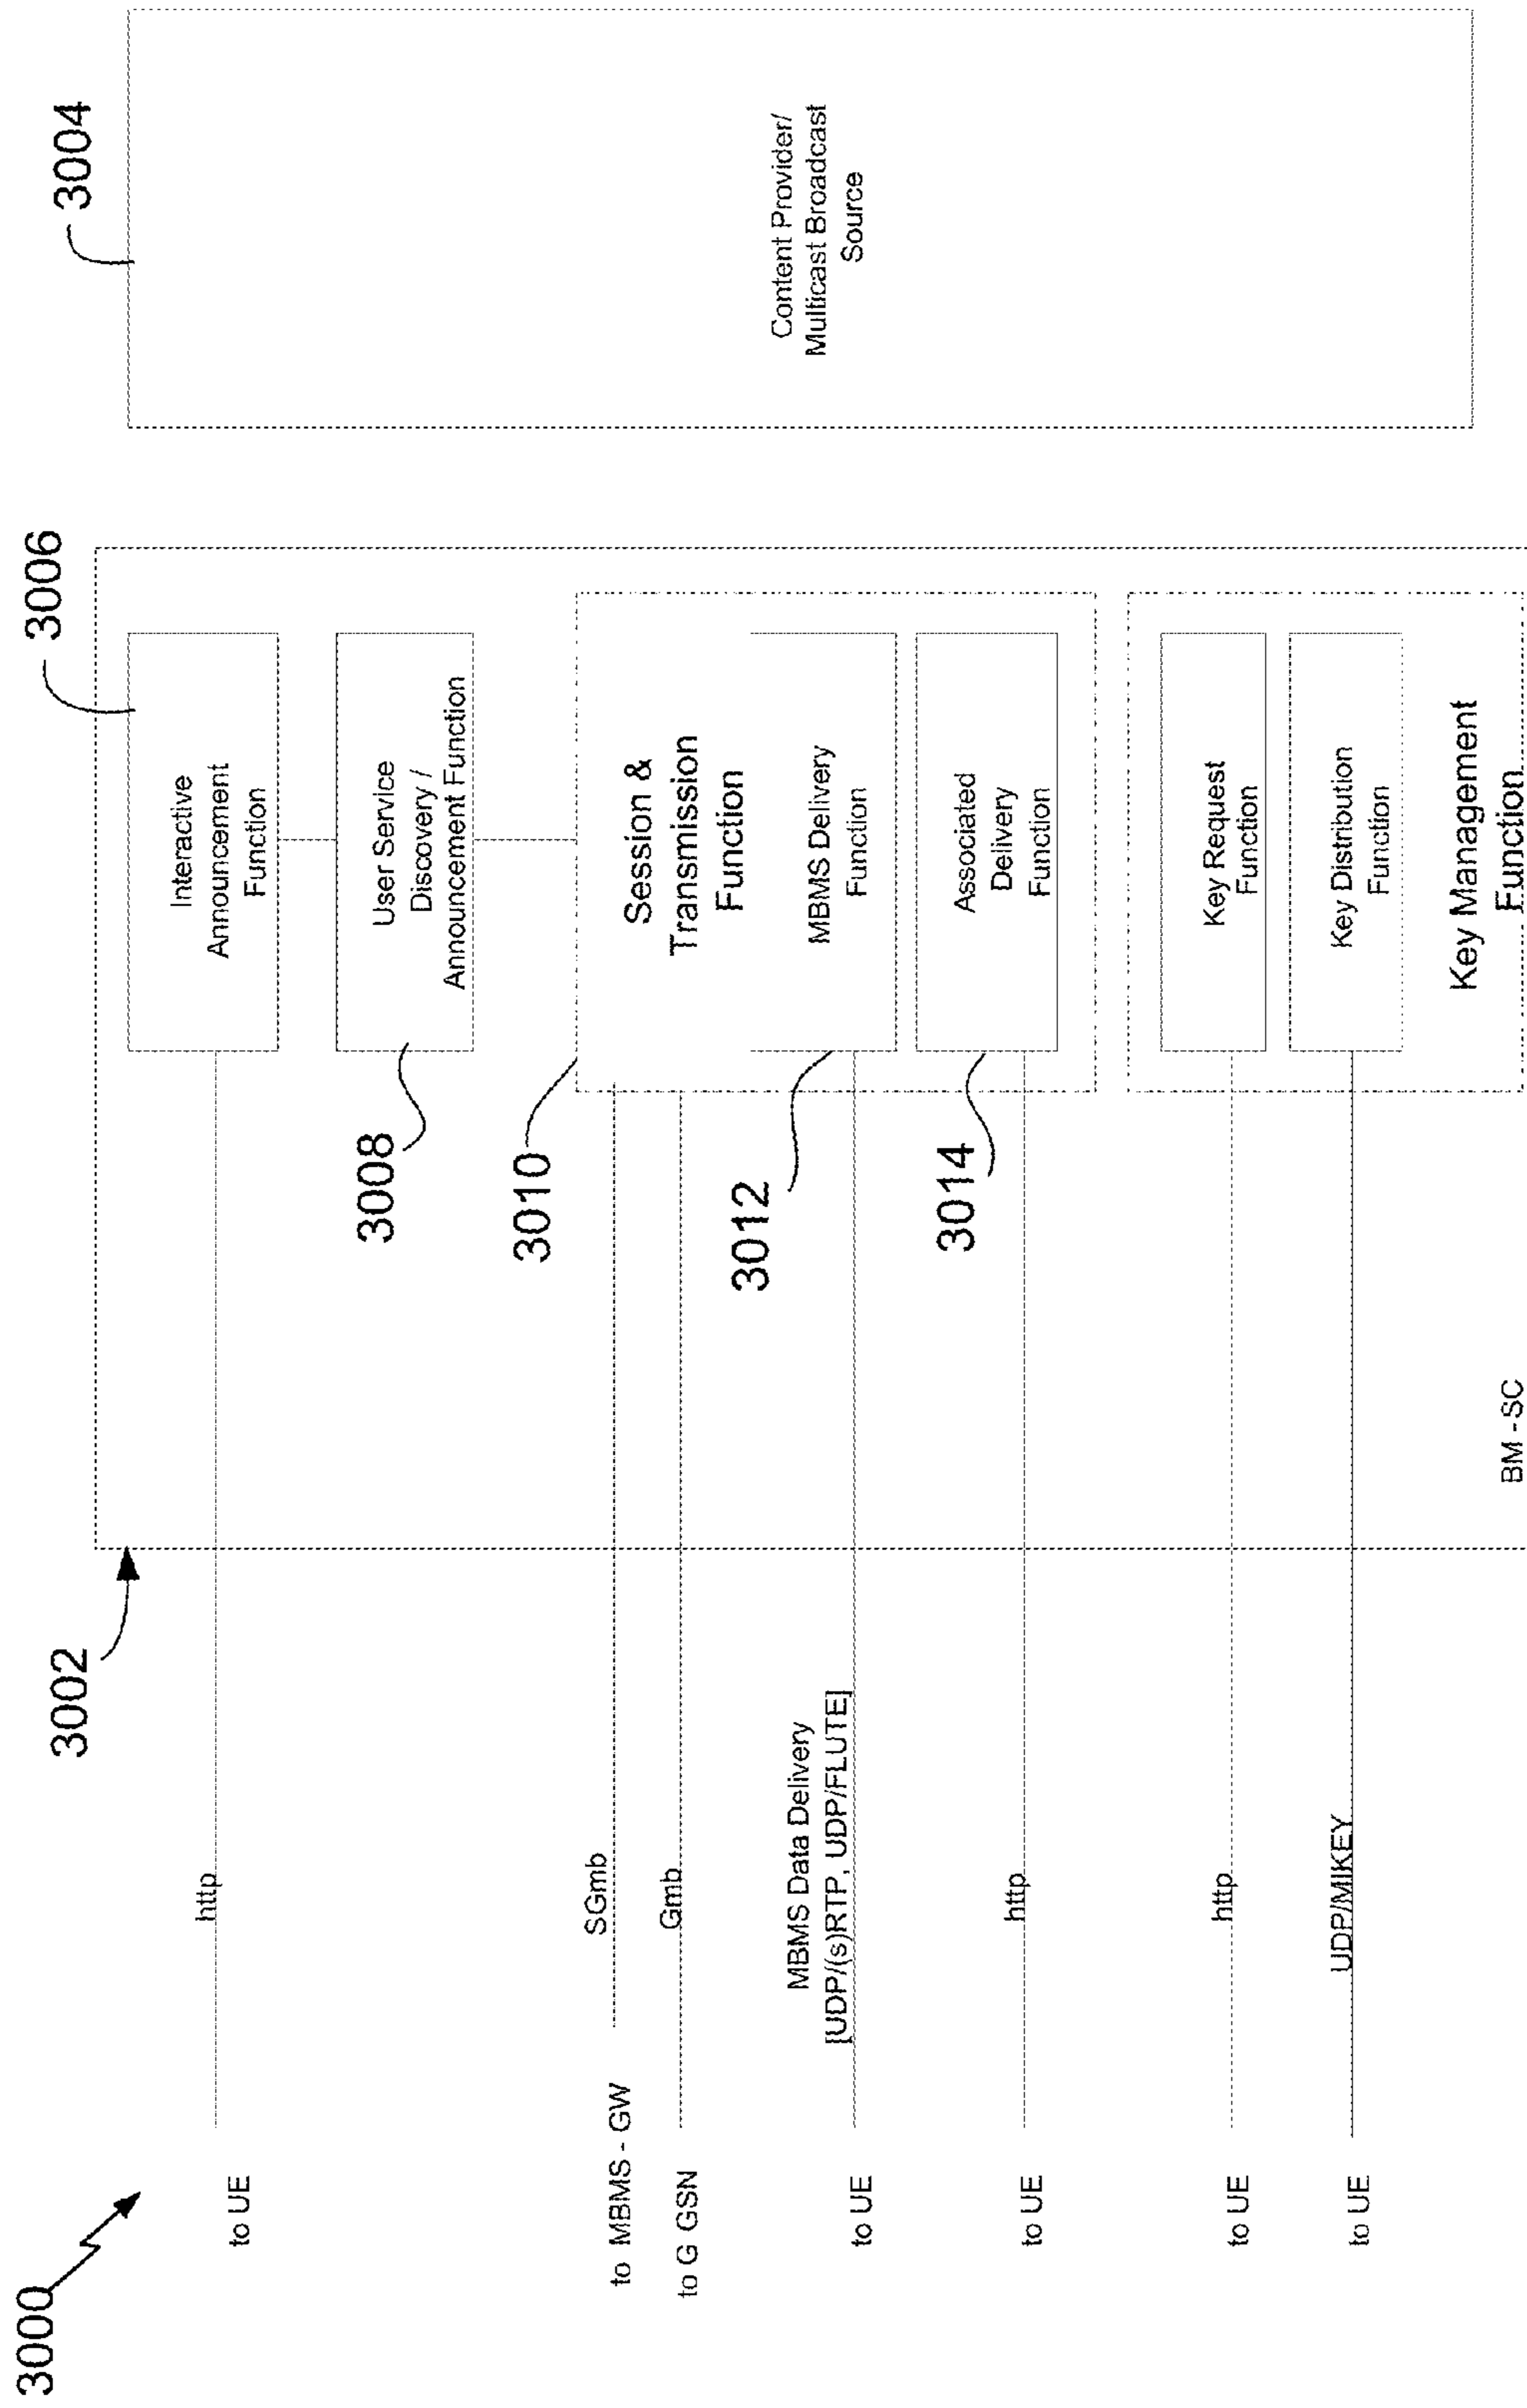 3000
3002
3004
3006
to UE
http
Interactive
Announcement
Function
User Service
Discovery /
Announcement Function
3008
Content Provider/
Multicast Broadcast
Source
3010
Session &
Transmission
Function
to MBMS - GW
SGmb
to G GSN
Gmb
3012
MBMS Delivery
Function
MBMS Data Delivery
[UDP/(s)RTP, UDP/FLUTE]
to UE
3014
Associated
Delivery
Function
http
to UE
Key Request
Function
http
to UE
Key Distribution
Function
UDP/MIKEY
to UE
Key Management
Function
BM - SC